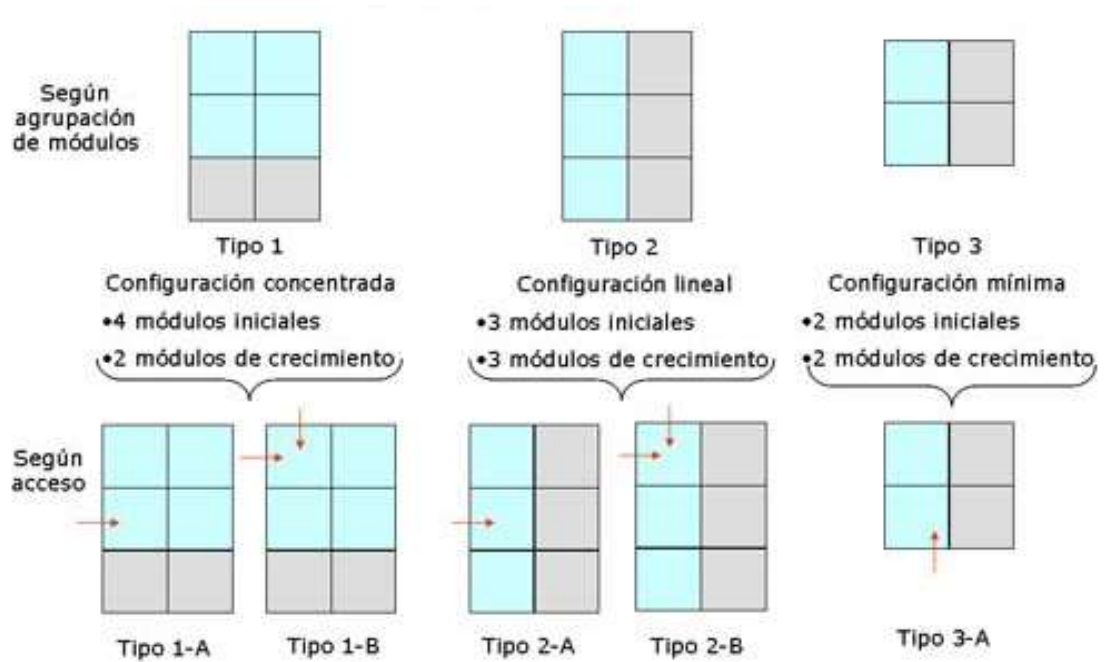 Según
agrupación
de módulos
Tipo 1
Configuración concentrada
•4 módulos iniciales
•2 módulos de crecimiento
Tipo 2
Configuración lineal
•3 módulos iniciales
•3 módulos de crecimiento
Tipo 3
Configuración mínima
•2 módulos iniciales
•2 módulos de crecimiento
Según
acceso
Tipo 1-A
Tipo 1-B
Tipo 2-A
Tipo 2-B
Tipo 3-A